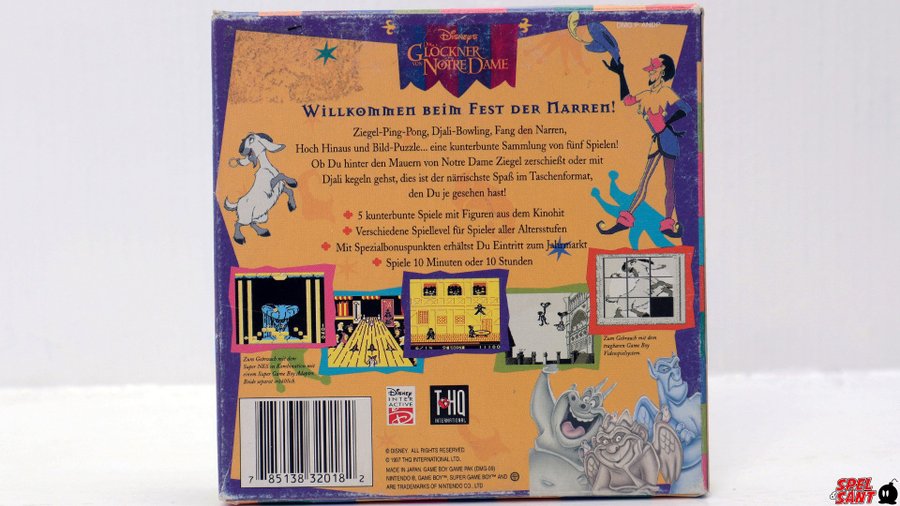 DMG-P-ANDP
Disney's
Der
GLÖCKNER
VON NOTRE DAME
WILLKOMMEN BEIM FEST DER NARREN!
Ziegel-Ping-Pong, Djali-Bowling, Fang den Narren,
Hoch Hinaus und Bild-Puzzle... eine kunterbunte Sammlung von fünf Spielen!
Ob Du hinter den Mauern von Notre Dame Ziegel zerschießt oder mit
Djali kegeln gehst, dies ist der närrischste Spaß im Taschenformat,
den Du je gesehen hast!
5 kunterbunte Spiele mit Figuren aus dem Kinohit
Verschiedene Spiellevel für Spieler aller Altersstufen
Mit Spezialbonuspunkten erhältst Du Eintritt zum Jahrmarkt
Spiele 10 Minuten oder 10 Stunden
Zum Gebrauch mit dem
Super NES in Kombination mit
einem Super Game Boy Adapter.
Beide separat erhältlich.
Zum Gebrauch mit dem
tragbaren Game Boy
Videospielsystem.
Disney
INTER
ACTIVE
T·HQ
INTERNATIONAL
© DISNEY. ALL RIGHTS RESERVED.
© 1997 THQ INTERNATIONAL LTD.
MADE IN JAPAN. GAME BOY GAME PAK (DMG-06)
NINTENDO®, GAME BOY™, SUPER GAME BOY™ AND
ARE TRADEMARKS OF NINTENDO CO., LTD
7 85138 32018 2
SPEL
SANT